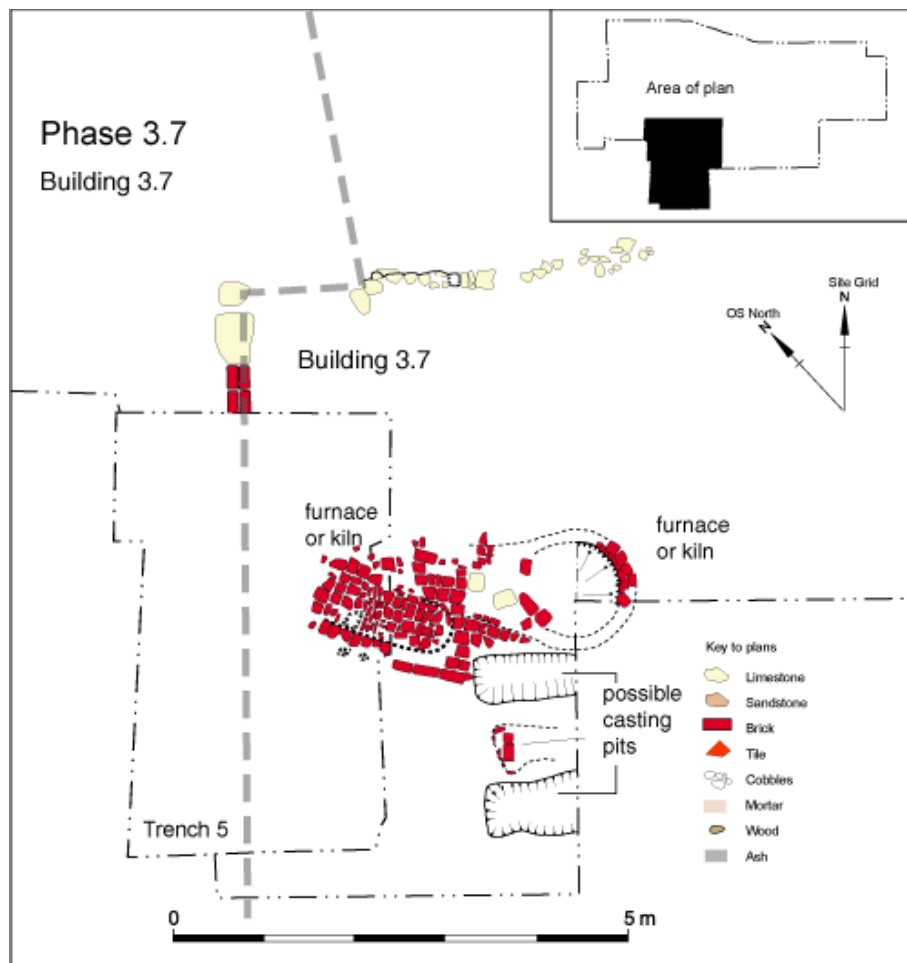 Phase 3.7
Building 3.7
Area of plan
Site Grid
N
OS North
N
Building 3.7
furnace
or kiln
furnace
or kiln
possible
casting
pits
Trench 5
Key to plans
Limestone
Sandstone
Brick
Tile
Cobbles
Mortar
Wood
Ash
0
5 m